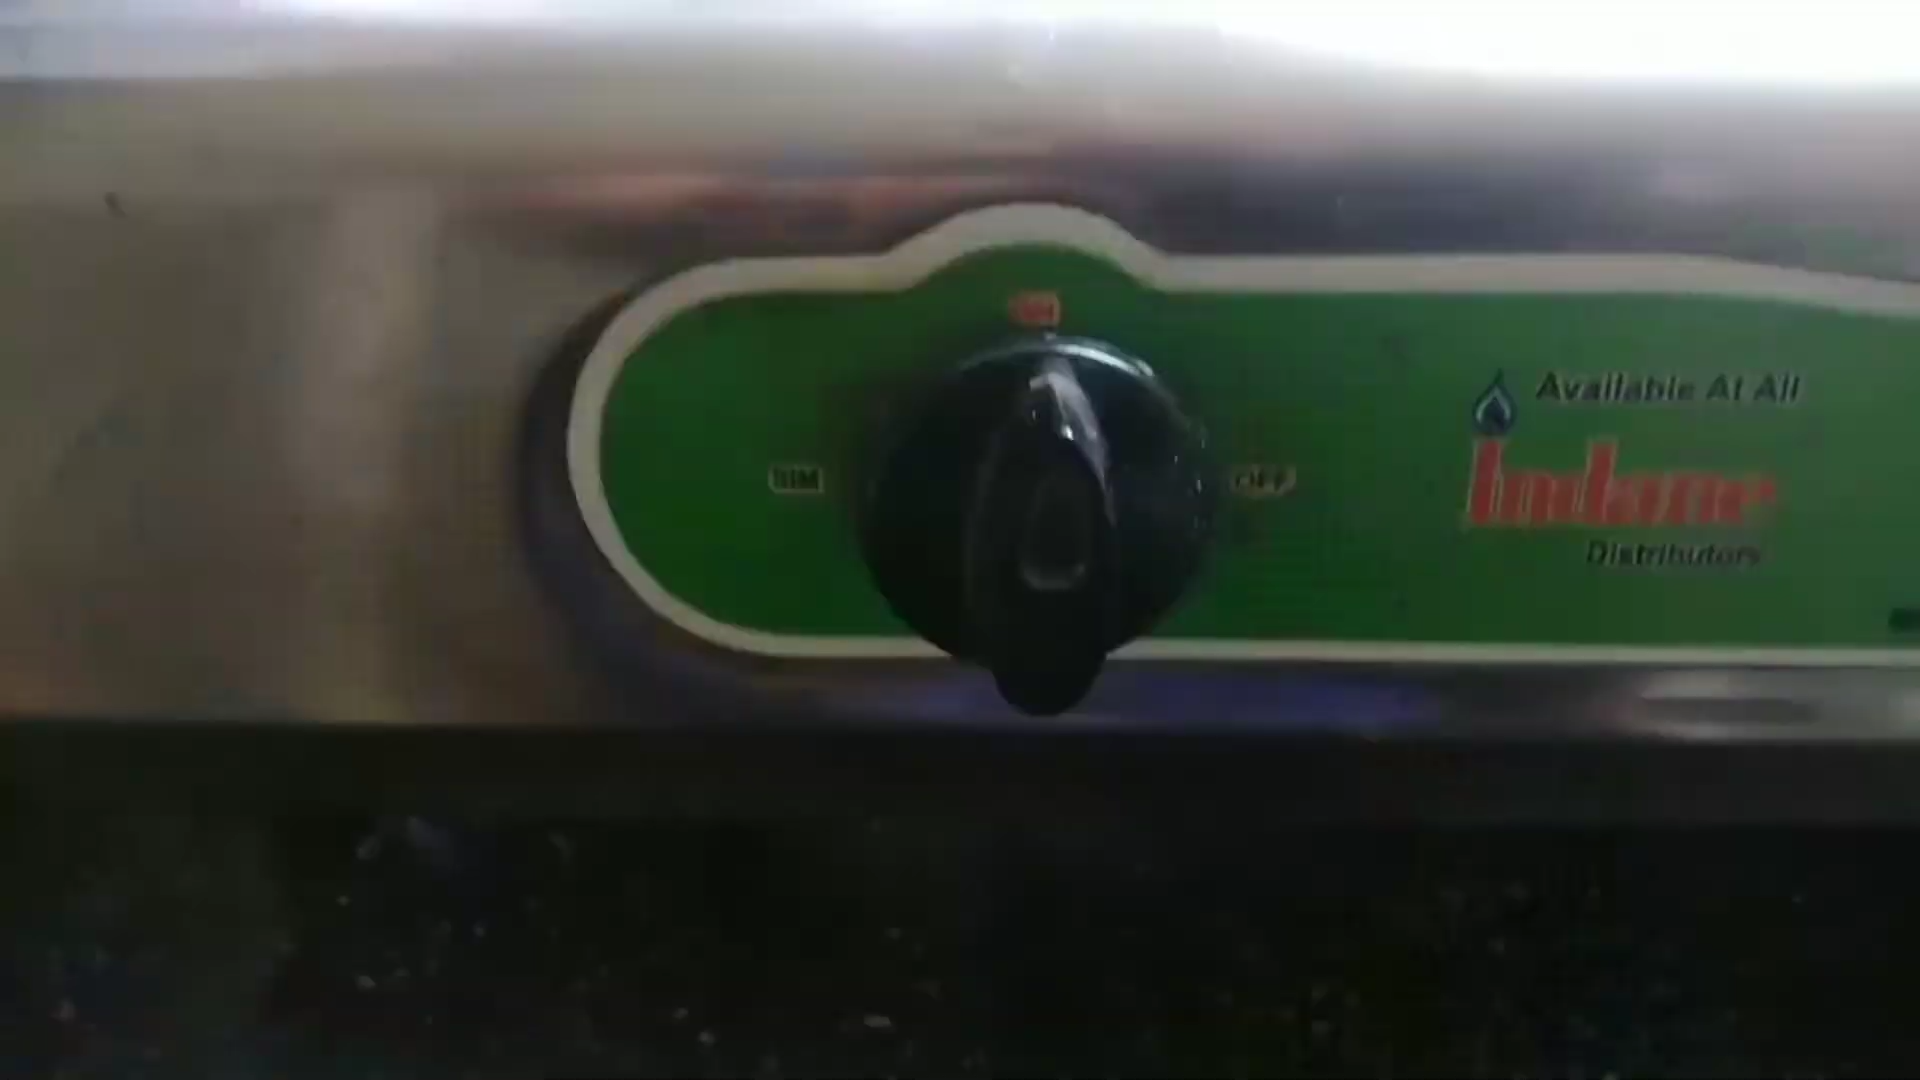 SIM
OFF
Available At All
Indane
Distributors